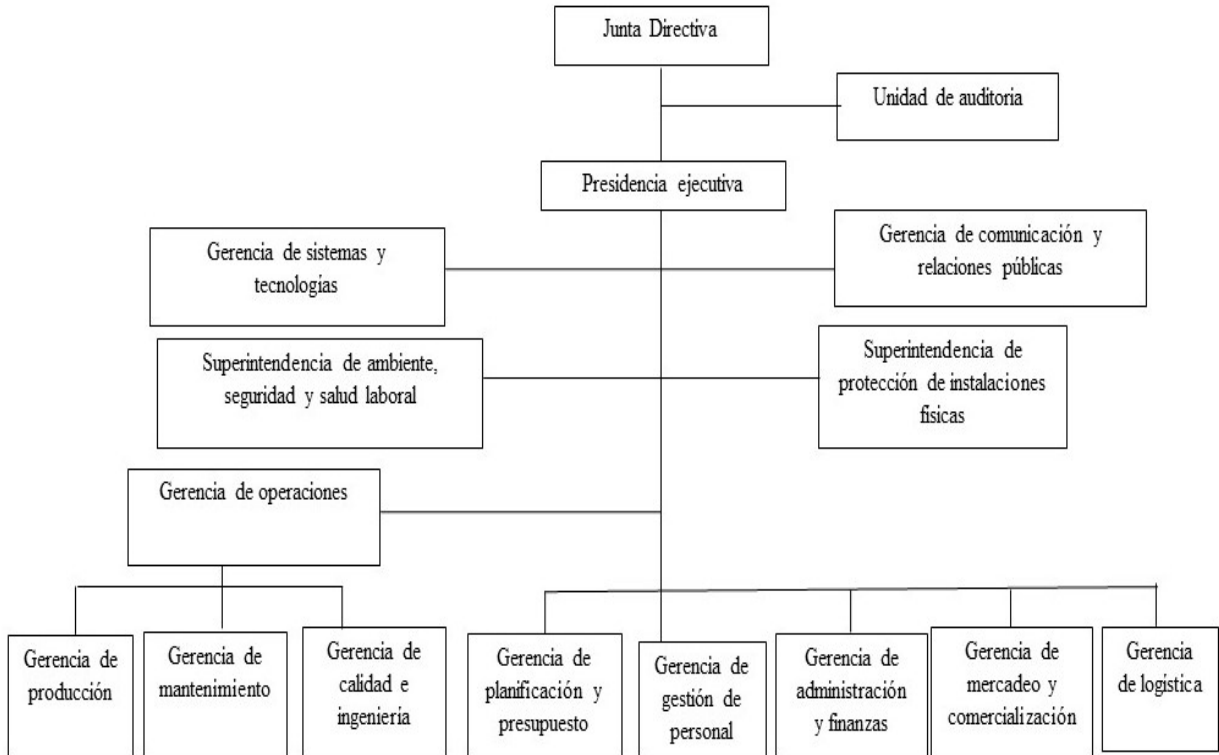 Junta Directiva
Unidad de auditoria
Presidencia ejecutiva
Gerencia de sistemas y
tecnologías
Gerencia de comunicación y
relaciones públicas
Superintendencia de ambiente,
seguridad y salud laboral
Superintendencia de
protección de instalaciones
físicas
Gerencia de operaciones
Gerencia de
producción
Gerencia de
mantenimiento
Gerencia de
calidad e
ingeniería
Gerencia de
planificación y
presupuesto
Gerencia de
gestión de
personal
Gerencia de
administración
y finanzas
Gerencia de
mercadeo y
comercialización
Gerencia
de logística